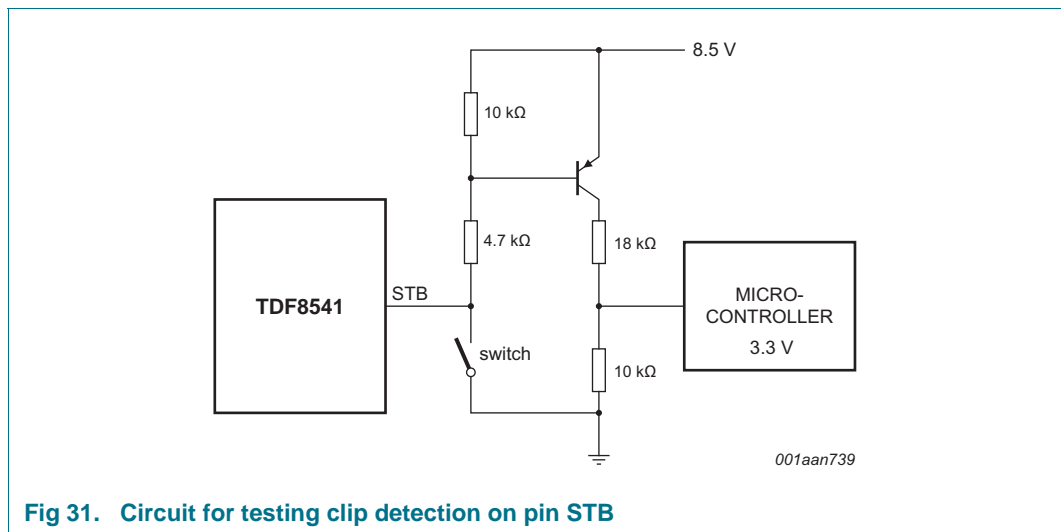 8.5 V
10 kΩ
4.7 kΩ
18 kΩ
TDF8541
STB
MICRO-
CONTROLLER
3.3 V
switch
10 kΩ
001aan739
Fig 31. Circuit for testing clip detection on pin STB